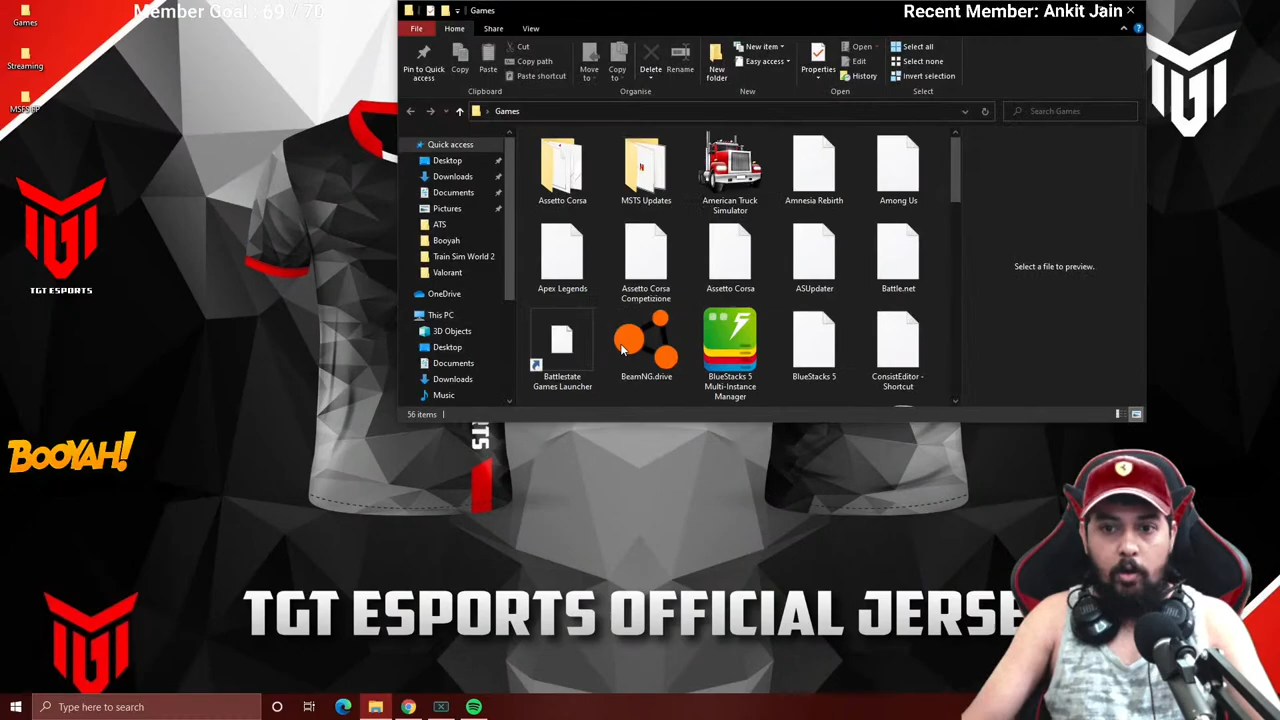 Member Goal : 69 / 70
Recent Member: Ankit Jain
Games
Games
Streaming
File
Home
Share
View
Pin to Quick access
Copy
Paste
Cut
Copy path
Paste shortcut
Clipboard
Move to
Copy to
Delete
Rename
Organise
New folder
New item
Easy access
New
Properties
Open
Edit
History
Open
Select all
Select none
Invert selection
Select
Games
Search Games
Quick access
Desktop
Downloads
Documents
Pictures
ATS
Booyah
Train Sim World 2
Valorant
OneDrive
This PC
3D Objects
Desktop
Documents
Downloads
Music
Assetto Corsa
MSTS Updates
American Truck
Simulator
Amnesia Rebirth
Among Us
Apex Legends
Assetto Corsa
Competizione
Assetto Corsa
ASUpdater
Battle.net
Battlestate
Games Launcher
BeamNG.drive
BlueStacks 5
Multi-Instance
Manager
BlueStacks 5
ConsistEditor -
Shortcut
Select a file to preview.
56 items
TGT ESPORTS
BOOYAH!
TGT ESPORTS OFFICIAL JERSE
Type here to search